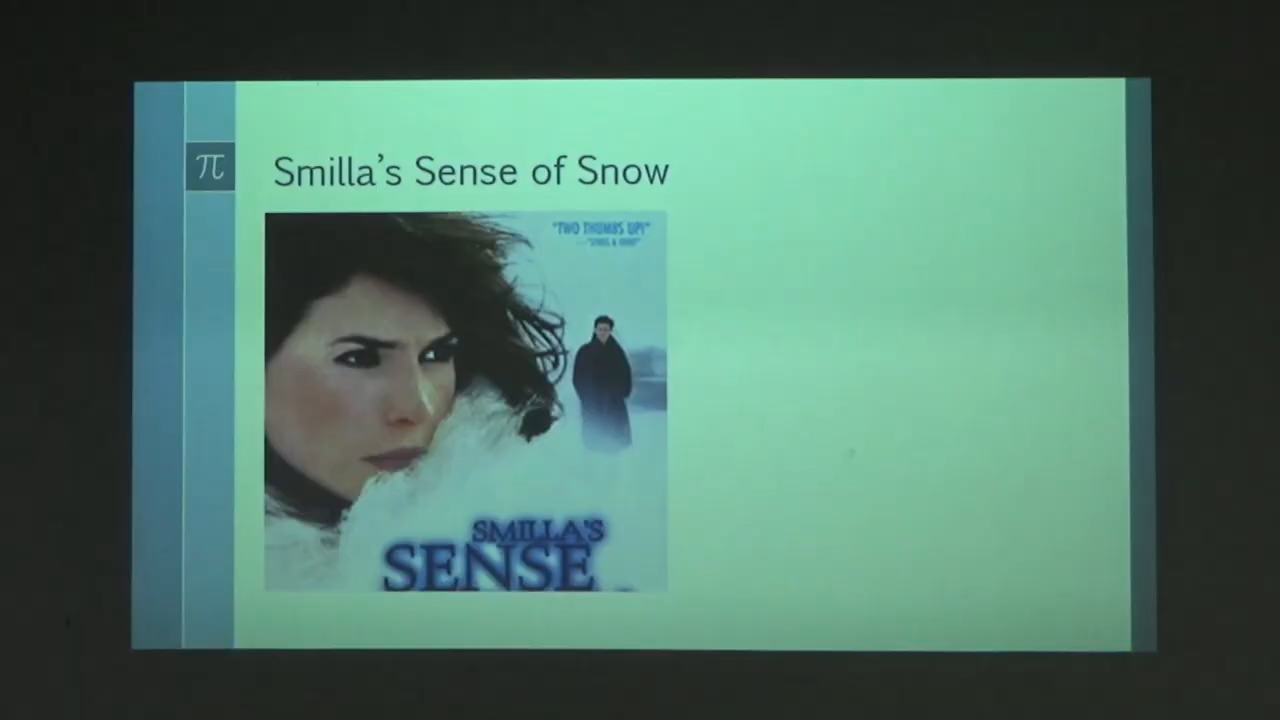 π
Smilla's Sense of Snow
"TWO THUMBS UP!"
SMILLA'S
SENSE